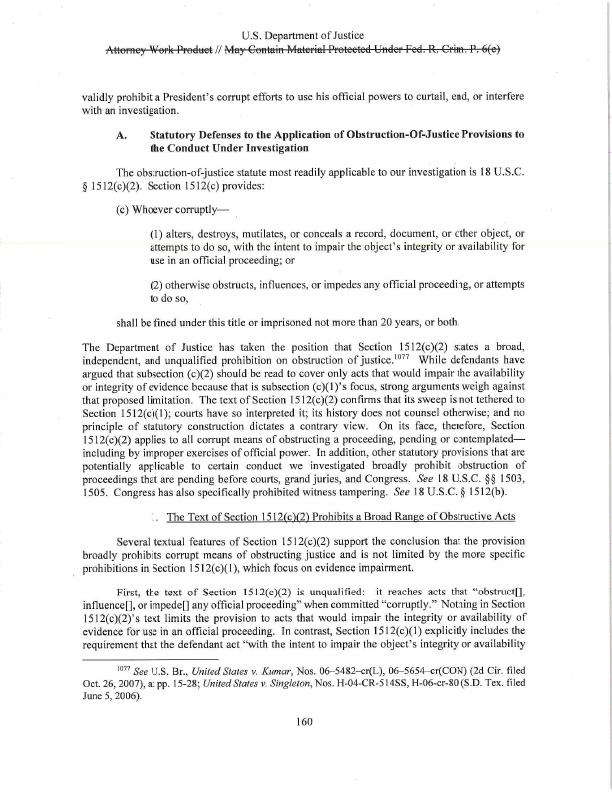 U.S. Department of Justice
Attorney Work Product // May Contain Material Protected Under Fed. R. Crim. P. 6(e)
validly prohibit a President's corrupt efforts to use his official powers to curtail, end, or interfere
with an investigation.
A. Statutory Defenses to the Application of Obstruction-Of-Justice Provisions to
the Conduct Under Investigation
The obstruction-of-justice statute most readily applicable to our investigation is 18 U.S.C.
§ 1512(c)(2). Section 1512(c) provides:
(c) Whoever corruptly—
(1) alters, destroys, mutilates, or conceals a record, document, or other object, or
attempts to do so, with the intent to impair the object's integrity or availability for
use in an official proceeding; or
(2) otherwise obstructs, influences, or impedes any official proceeding, or attempts
to do so,
shall be fined under this title or imprisoned not more than 20 years, or both.
The Department of Justice has taken the position that Section 1512(c)(2) states a broad,
independent, and unqualified prohibition on obstruction of justice.1077 While defendants have
argued that subsection (c)(2) should be read to cover only acts that would impair the availability
or integrity of evidence because that is subsection (c)(1)'s focus, strong arguments weigh against
that proposed limitation. The text of Section 1512(c)(2) confirms that its sweep is not tethered to
Section 1512(c)(1); courts have so interpreted it; its history does not counsel otherwise; and no
principle of statutory construction dictates a contrary view. On its face, therefore, Section
1512(c)(2) applies to all corrupt means of obstructing a proceeding, pending or contemplated—
including by improper exercises of official power. In addition, other statutory provisions that are
potentially applicable to certain conduct we investigated broadly prohibit obstruction of
proceedings that are pending before courts, grand juries, and Congress. See 18 U.S.C. §§ 1503,
1505. Congress has also specifically prohibited witness tampering. See 18 U.S.C. § 1512(b).
. The Text of Section 1512(c)(2) Prohibits a Broad Range of Obstructive Acts
Several textual features of Section 1512(c)(2) support the conclusion that the provision
broadly prohibits corrupt means of obstructing justice and is not limited by the more specific
prohibitions in Section 1512(c)(1), which focus on evidence impairment.
First, the text of Section 1512(c)(2) is unqualified: it reaches acts that "obstruct[],
influence[], or impede[] any official proceeding" when committed "corruptly." Nothing in Section
1512(c)(2)'s text limits the provision to acts that would impair the integrity or availability of
evidence for use in an official proceeding. In contrast, Section 1512(c)(1) explicitly includes the
requirement that the defendant act "with the intent to impair the object's integrity or availability
1077 See U.S. Br., United States v. Kumar, Nos. 06-5482-cr(L), 06-5654-cr(CON) (2d Cir. filed
Oct. 26, 2007), at pp. 15-28; United States v. Singleton, Nos. H-04-CR-514SS, H-06-cr-80 (S.D. Tex. filed
June 5, 2006).
160